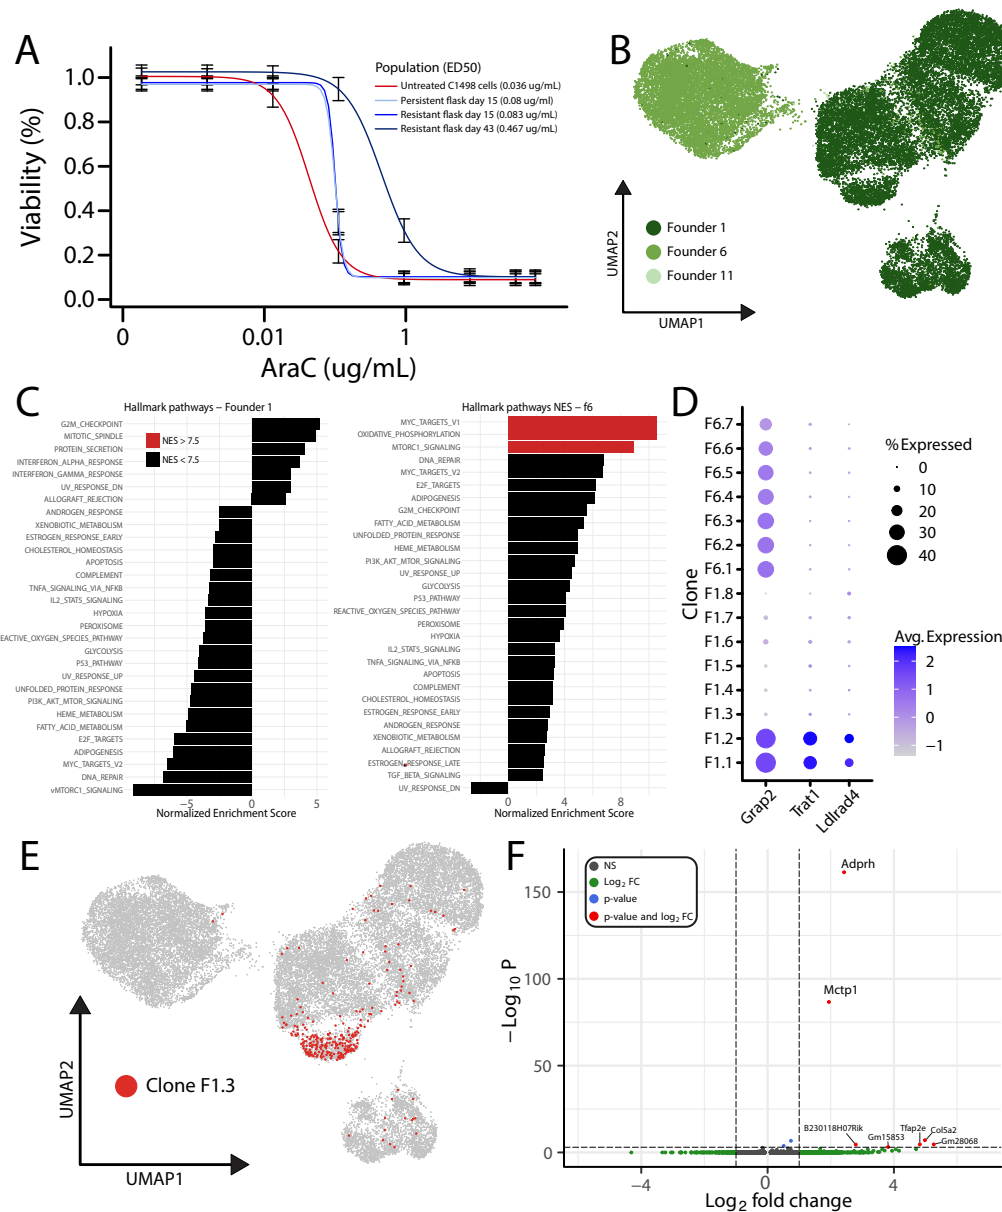 A
Viability (%)
1.0
0.8
0.6
0.4
0.2
0.0
0
0.01
1
AraC (ug/mL)
Population (ED50)
Untreated C1498 cells (0.036 ug/mL)
Persistent flask day 15 (0.08 ug/ml)
Resistant flask day 15 (0.083 ug/mL)
Resistant flask day 43 (0.467 ug/mL)
B
UMAP2
UMAP1
Founder 1
Founder 6
Founder 11
C
Hallmark pathways – Founder 1
NES > 7.5
NES < 7.5
G2M_CHECKPOINT
MITOTIC_SPINDLE
PROTEIN_SECRETION
INTERFERON_ALPHA_RESPONSE
INTERFERON_GAMMA_RESPONSE
UV_RESPONSE_DN
ALLOGRAFT_REJECTION
ANDROGEN_RESPONSE
XENOBIOTIC_METABOLISM
ESTROGEN_RESPONSE_EARLY
CHOLESTEROL_HOMEOSTASIS
APOPTOSIS
COMPLEMENT
TNFA_SIGNALING_VIA_NFKB
IL2_STAT5_SIGNALING
HYPOXIA
PEROXISOME
REACTIVE_OXYGEN_SPECIES_PATHWAY
GLYCOLYSIS
P53_PATHWAY
UV_RESPONSE_UP
UNFOLDED_PROTEIN_RESPONSE
PI3K_AKT_MTOR_SIGNALING
HEME_METABOLISM
FATTY_ACID_METABOLISM
E2F_TARGETS
ADIPOGENESIS
MYC_TARGETS_V2
DNA_REPAIR
vMTORC1_SIGNALING
−5
0
5
Normalized Enrichment Score
Hallmark pathways NES – f6
MYC_TARGETS_V1
OXIDATIVE_PHOSPHORYLATION
MTORC1_SIGNALING
DNA_REPAIR
MYC_TARGETS_V2
E2F_TARGETS
ADIPOGENESIS
G2M_CHECKPOINT
FATTY_ACID_METABOLISM
UNFOLDED_PROTEIN_RESPONSE
HEME_METABOLISM
PI3K_AKT_MTOR_SIGNALING
UV_RESPONSE_UP
GLYCOLYSIS
P53_PATHWAY
REACTIVE_OXYGEN_SPECIES_PATHWAY
PEROXISOME
HYPOXIA
IL2_STAT5_SIGNALING
TNFA_SIGNALING_VIA_NFKB
APOPTOSIS
COMPLEMENT
CHOLESTEROL_HOMEOSTASIS
ESTROGEN_RESPONSE_EARLY
ANDROGEN_RESPONSE
XENOBIOTIC_METABOLISM
ALLOGRAFT_REJECTION
ESTROGEN_RESPONSE_LATE
TGF_BETA_SIGNALING
UV_RESPONSE_DN
0
4
8
Normalized Enrichment Score
D
Clone
F6.7
F6.6
F6.5
F6.4
F6.3
F6.2
F6.1
F1.8
F1.7
F1.6
F1.5
F1.4
F1.3
F1.2
F1.1
Grap2
Trat1
Ldlrad4
% Expressed
0
10
20
30
40
Avg. Expression
2
1
0
−1
E
UMAP2
UMAP1
Clone F1.3
F
NS
Log2 FC
p-value
p-value and log2 FC
−Log10 P
150
100
50
0
Adprh
Mctp1
B230118H07Rik
Gm15853
Tfap2e
Col5a2
Gm28068
−4
0
4
Log2 fold change